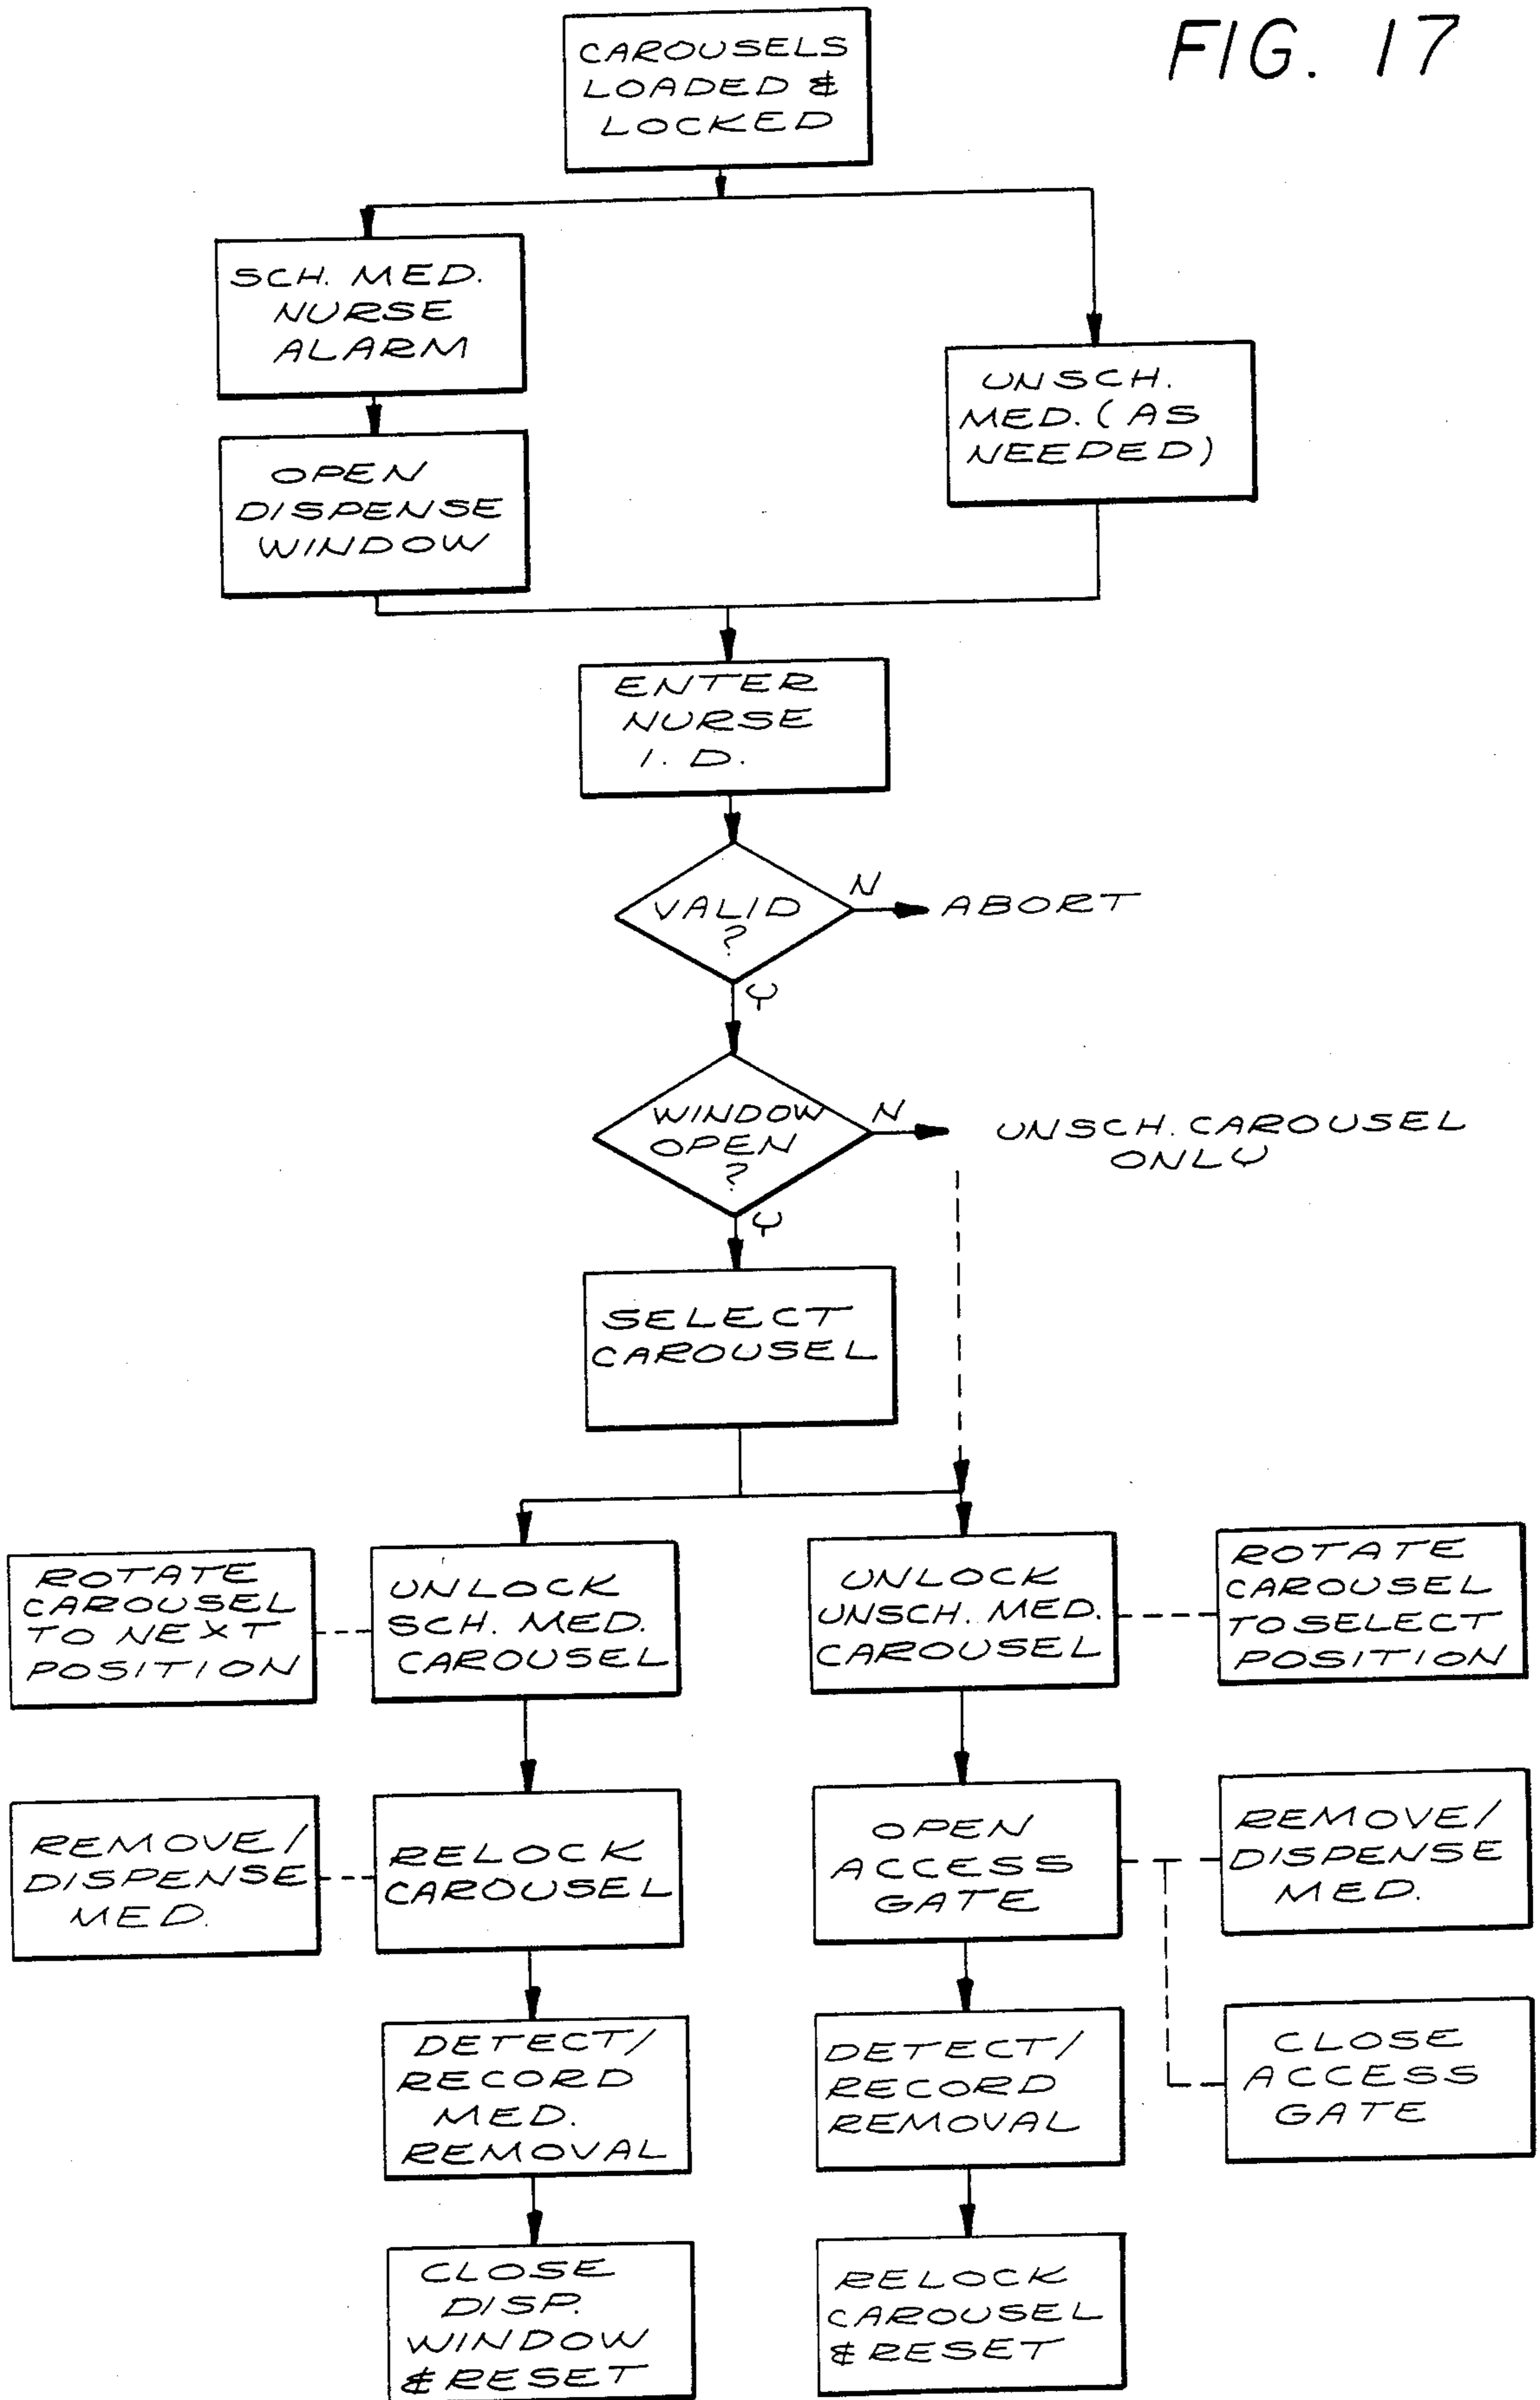 FIG. 17
CAROUSELS
LOADED &
LOCKED
SCH. MED.
NURSE
ALARM
UNSCH.
MED. (AS
NEEDED)
OPEN
DISPENSE
WINDOW
ENTER
NURSE
I. D.
VALID
?
N
ABORT
Y
WINDOW
OPEN
?
N
UNSCH. CAROUSEL
ONLY
Y
SELECT
CAROUSEL
ROTATE
CAROUSEL
TO NEXT
POSITION
UNLOCK
SCH. MED.
CAROUSEL
UNLOCK
UNSCH. MED.
CAROUSEL
ROTATE
CAROUSEL
TO SELECT
POSITION
REMOVE/
DISPENSE
MED.
RELOCK
CAROUSEL
OPEN
ACCESS
GATE
REMOVE/
DISPENSE
MED.
DETECT/
RECORD
MED.
REMOVAL
DETECT/
RECORD
REMOVAL
CLOSE
ACCESS
GATE
CLOSE
DISP.
WINDOW
& RESET
RELOCK
CAROUSEL
& RESET